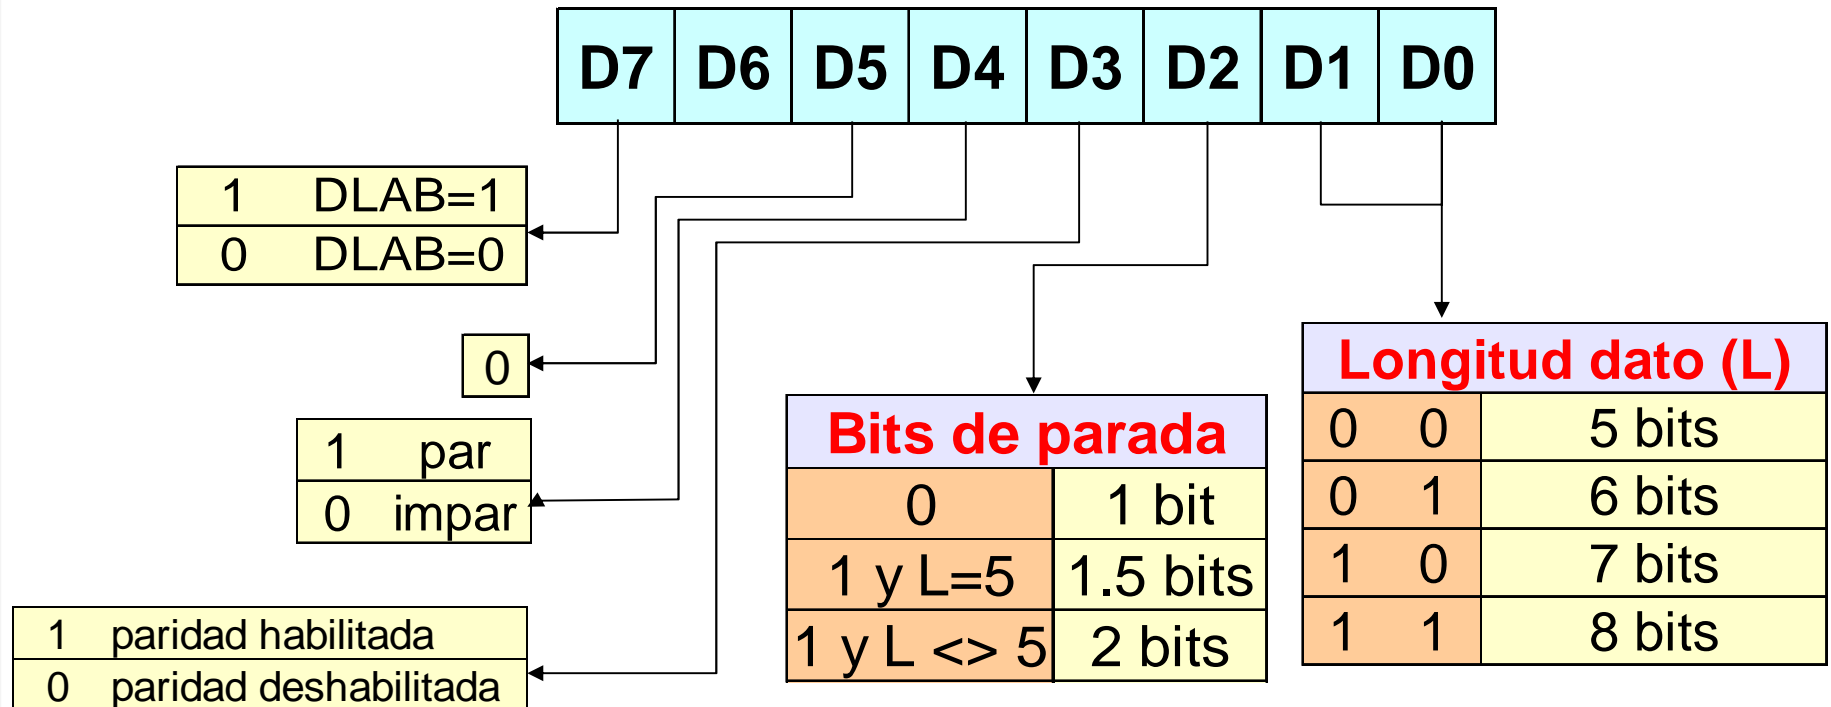 D7 D6 D5 D4 D3 D2 D1 D0
1 DLAB=1
0 DLAB=0
0
1 par
0 impar
1 paridad habilitada
0 paridad deshabilitada
Bits de parada
0 1 bit
1 y L=5 1.5 bits
1 y L <> 5 2 bits
Longitud dato (L)
0 0 5 bits
0 1 6 bits
1 0 7 bits
1 1 8 bits